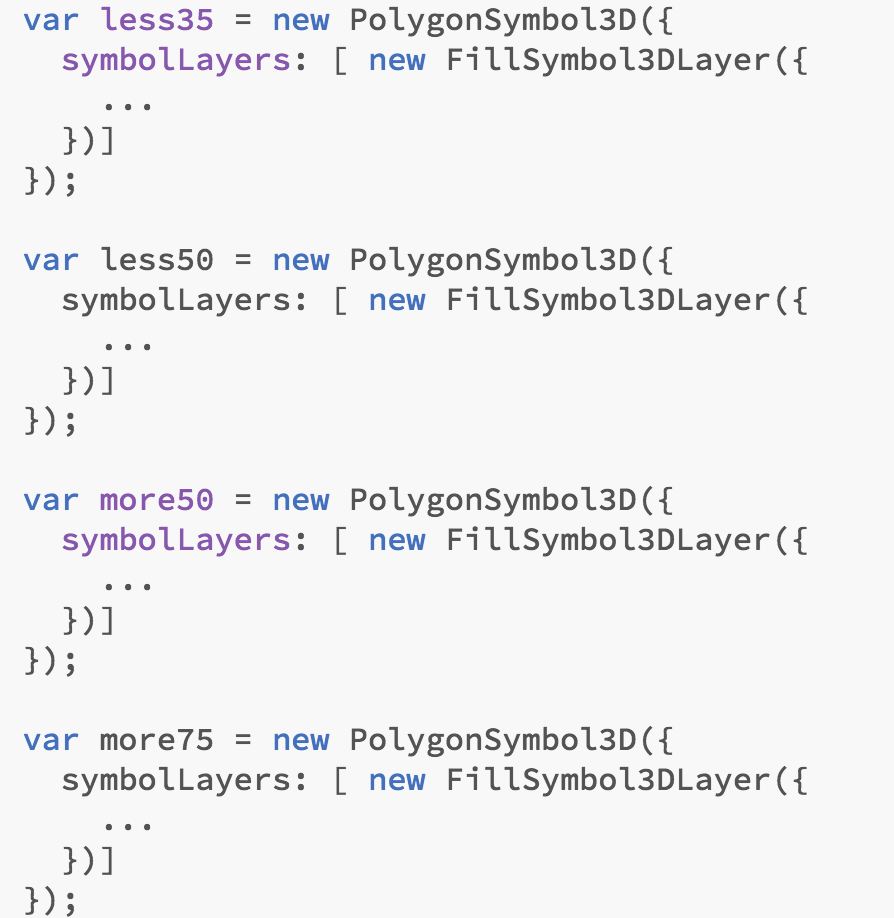 var less35 = new PolygonSymbol3D({
  symbolLayers: [ new FillSymbol3DLayer({
    ...
  })]
});

var less50 = new PolygonSymbol3D({
  symbolLayers: [ new FillSymbol3DLayer({
    ...
  })]
});

var more50 = new PolygonSymbol3D({
  symbolLayers: [ new FillSymbol3DLayer({
    ...
  })]
});

var more75 = new PolygonSymbol3D({
  symbolLayers: [ new FillSymbol3DLayer({
    ...
  })]
});